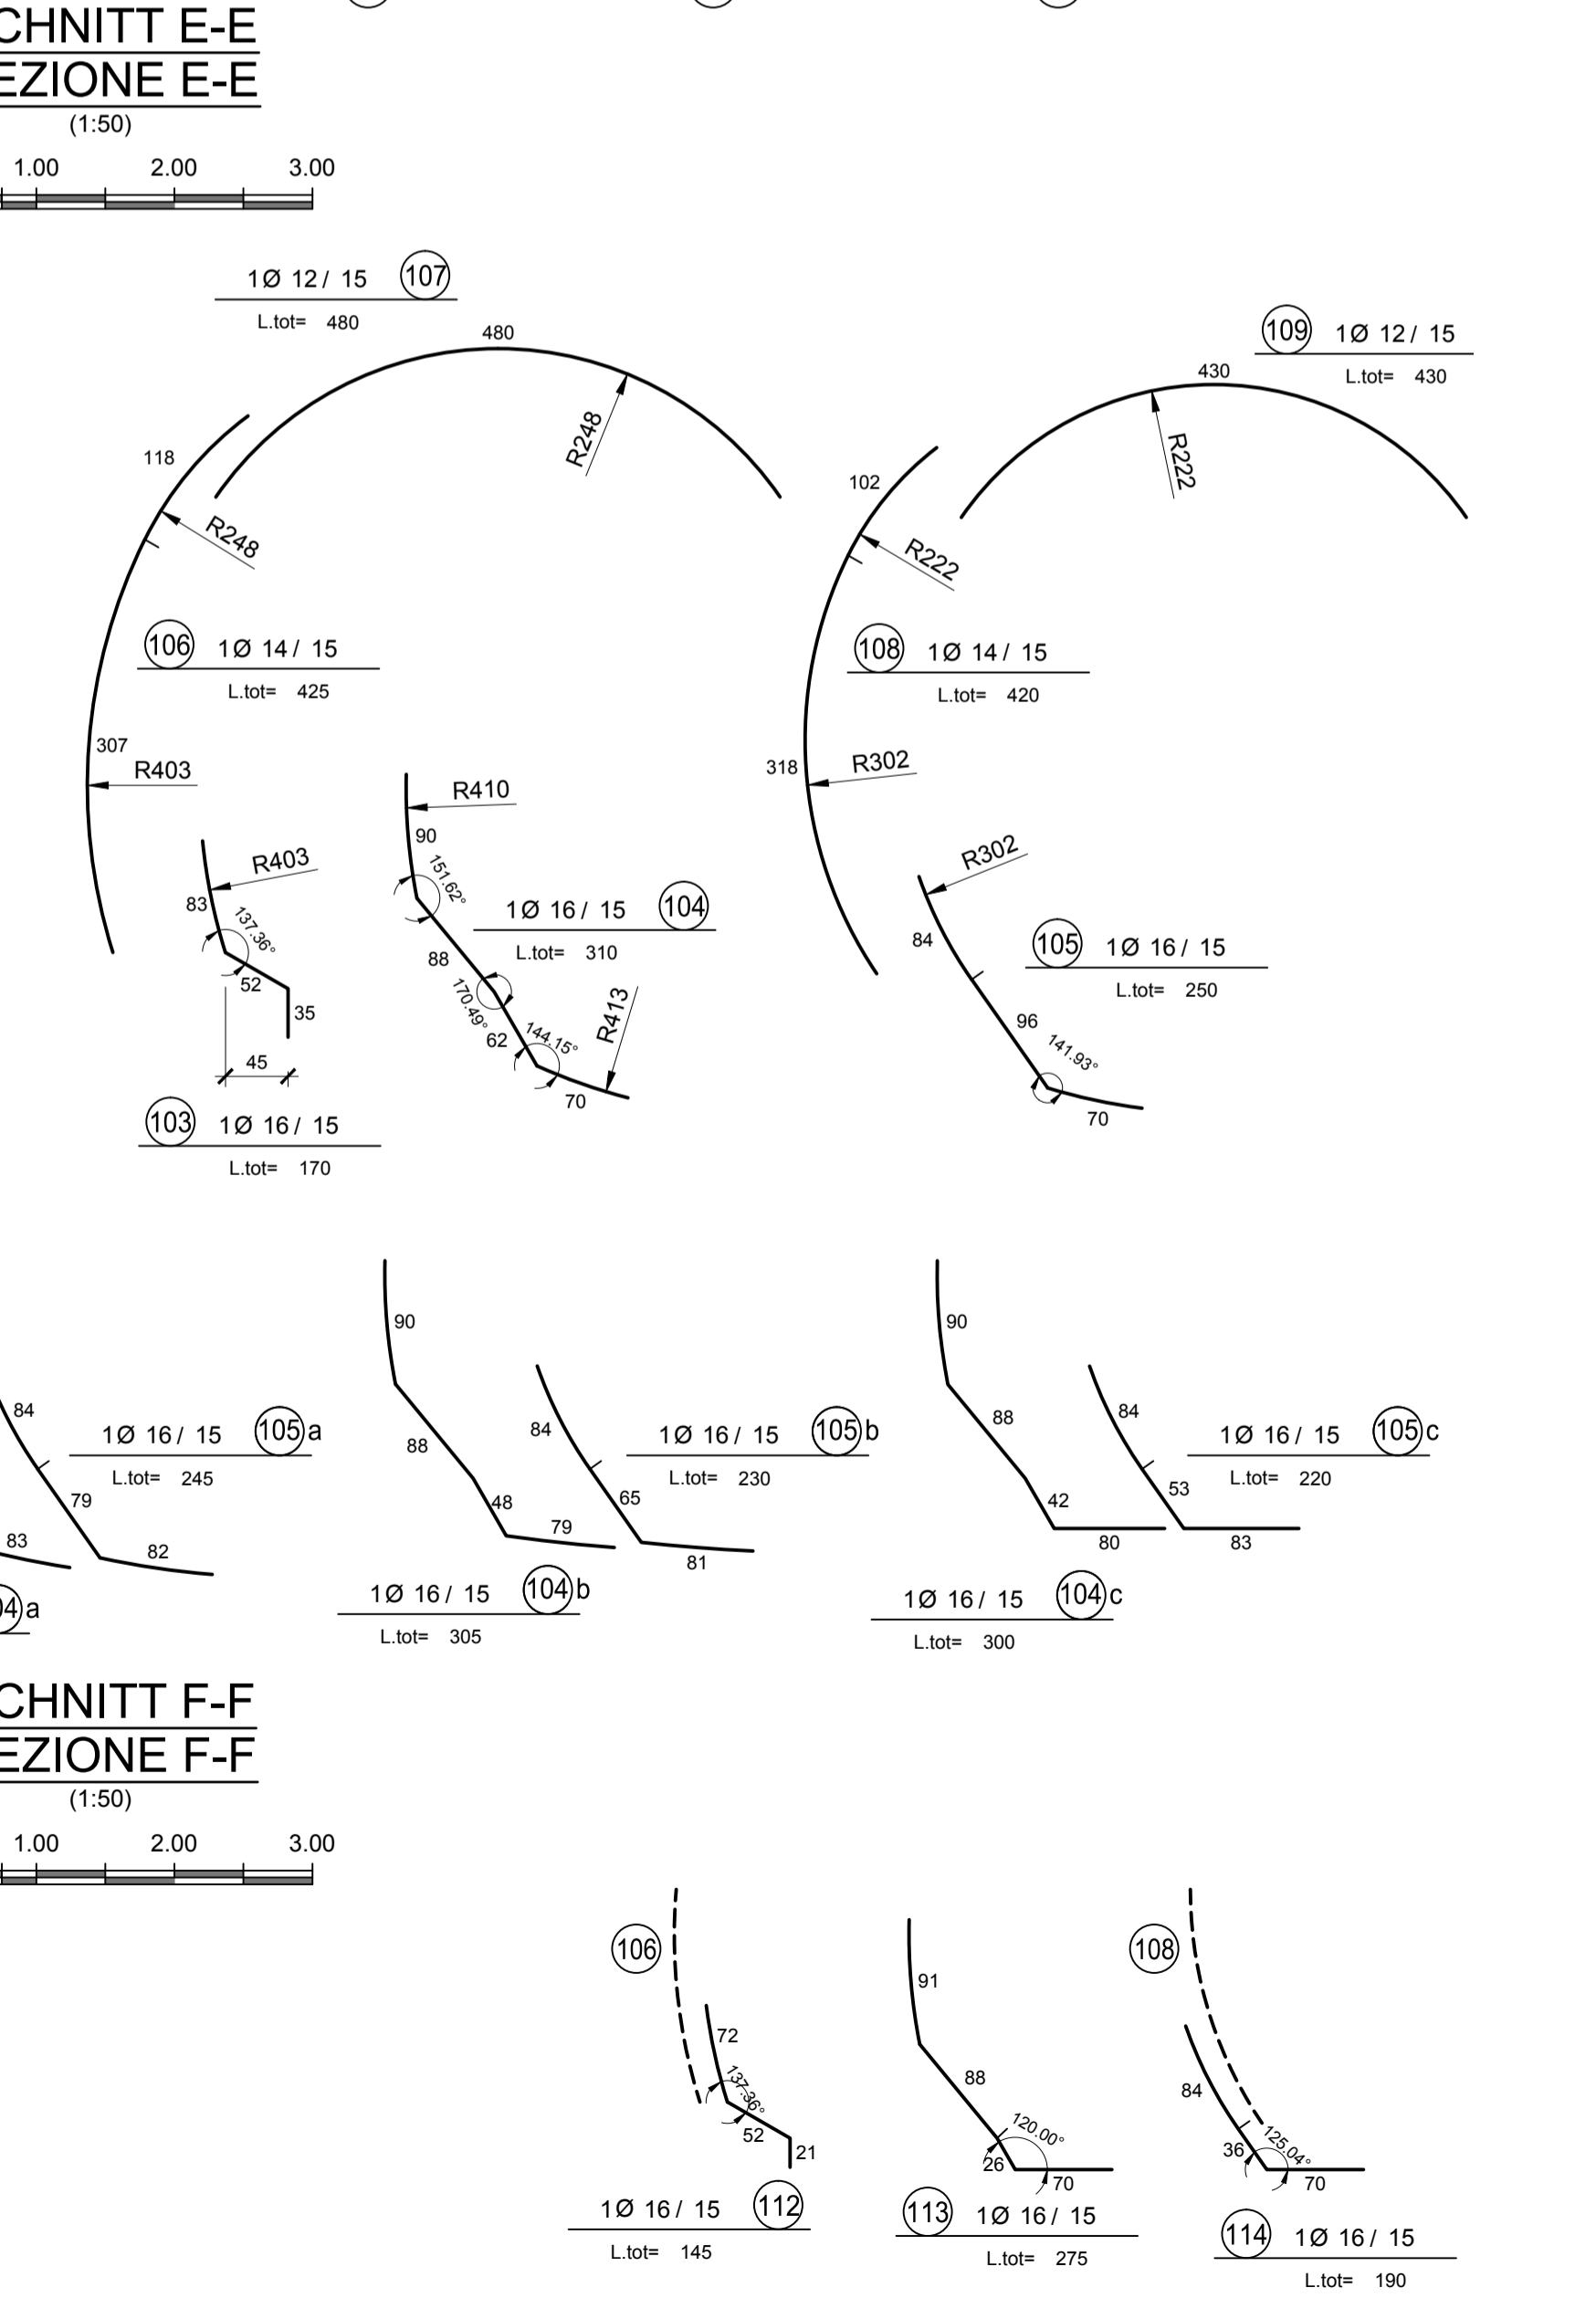 CHNITT E-E
EZIONE E-E
(1:50)
1.00 2.00 3.00
1Ø 12/ 15 107
L.tot= 480
480
R248
109 1Ø 12/ 15
L.tot= 430
430
R222
118
R248
106 1Ø 14/ 15
L.tot= 425
307
R403
102
R222
108 1Ø 14/ 15
L.tot= 420
318
R302
R403
83
137.36°
52
35
45
103 1Ø 16/ 15
L.tot= 170
R410
90
151.62°
1Ø 16/ 15 104
L.tot= 310
88
170.49°
62
144.15°
R413
70
R302
84
105 1Ø 16/ 15
L.tot= 250
96
141.93°
70
84
1Ø 16/ 15 105 a
L.tot= 245
79
83
82
04 a
90
88
48
79
1Ø 16/ 15 104 b
L.tot= 305
84
1Ø 16/ 15 105 b
L.tot= 230
65
81
90
88
42
80
1Ø 16/ 15 104 c
L.tot= 300
84
1Ø 16/ 15 105 c
L.tot= 220
53
83
CHNITT F-F
EZIONE F-F
(1:50)
1.00 2.00 3.00
106
72
137.36°
52
21
1Ø 16/ 15 112
L.tot= 145
91
88
120.00°
26
70
113 1Ø 16/ 15
L.tot= 275
108
84
125.04°
36
70
114 1Ø 16/ 15
L.tot= 190